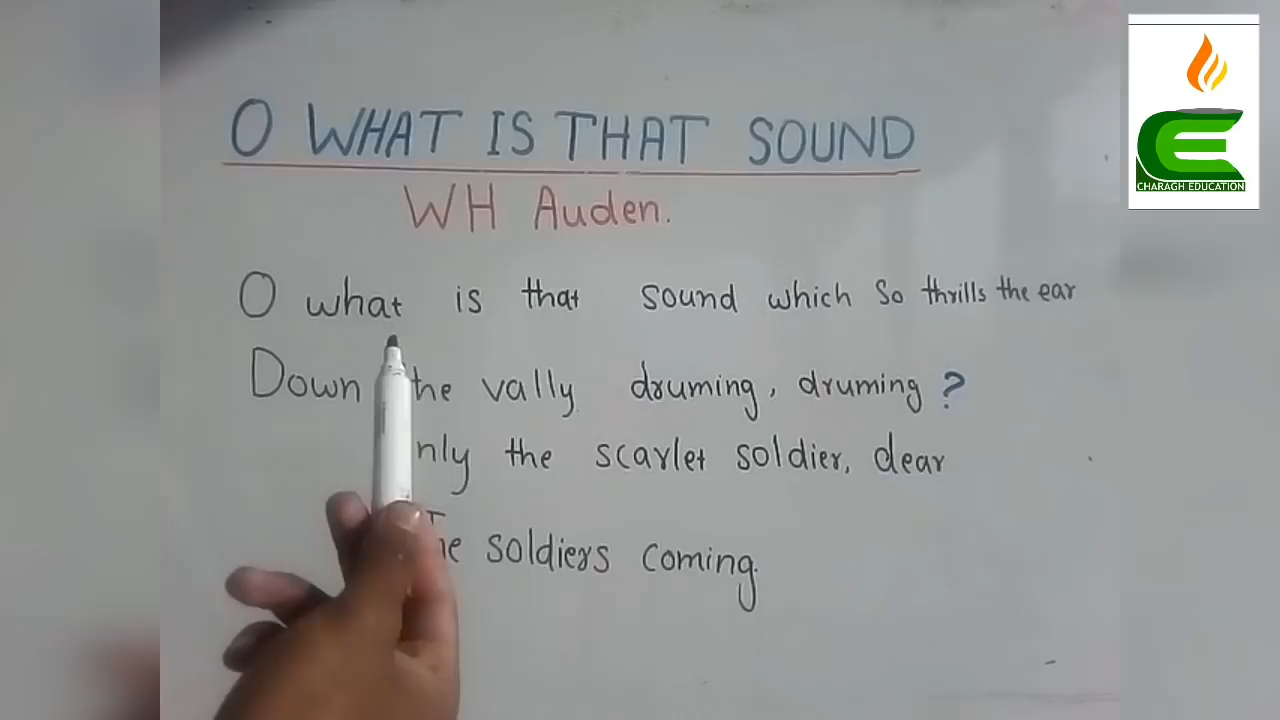 O WHAT IS THAT SOUND
WH Auden.
O what is that sound which So thrills the ear
Down the vally druming, druming ?
nly the scarlet soldier, dear
The soldiers coming.
CHARAGH EDUCATION